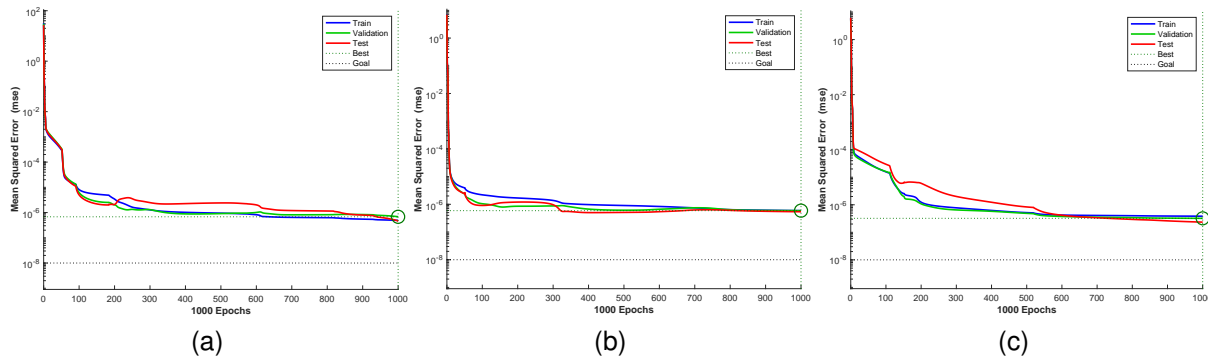 Mean Squared Error (mse)
10^2
10^0
10^-2
10^-4
10^-6
10^-8
0 100 200 300 400 500 600 700 800 900 1000
1000 Epochs
Train
Validation
Test
Best
Goal
(a)
Mean Squared Error (mse)
10^0
10^-2
10^-4
10^-6
10^-8
0 100 200 300 400 500 600 700 800 900 1000
1000 Epochs
Train
Validation
Test
Best
Goal
(b)
Mean Squared Error (mse)
10^0
10^-2
10^-4
10^-6
10^-8
0 100 200 300 400 500 600 700 800 900 1000
1000 Epochs
Train
Validation
Test
Best
Goal
(c)